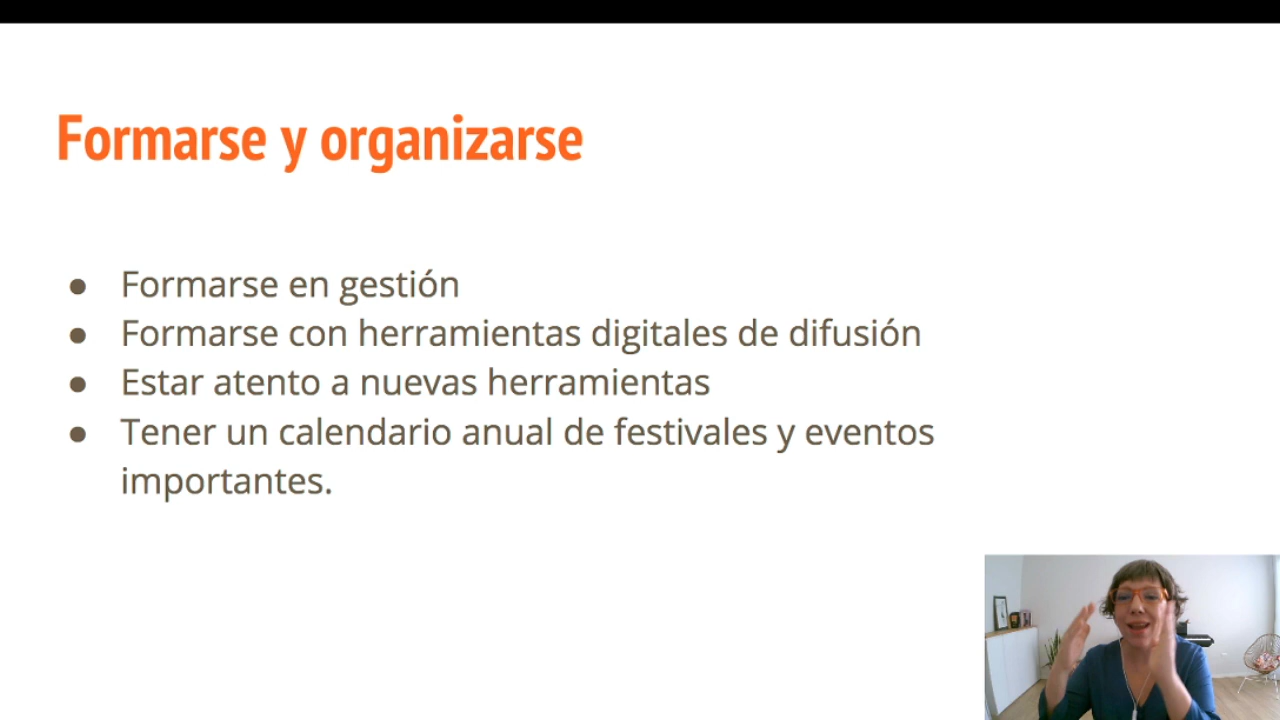 Formarse y organizarse
● Formarse en gestión
● Formarse con herramientas digitales de difusión
● Estar atento a nuevas herramientas
● Tener un calendario anual de festivales y eventos
importantes.